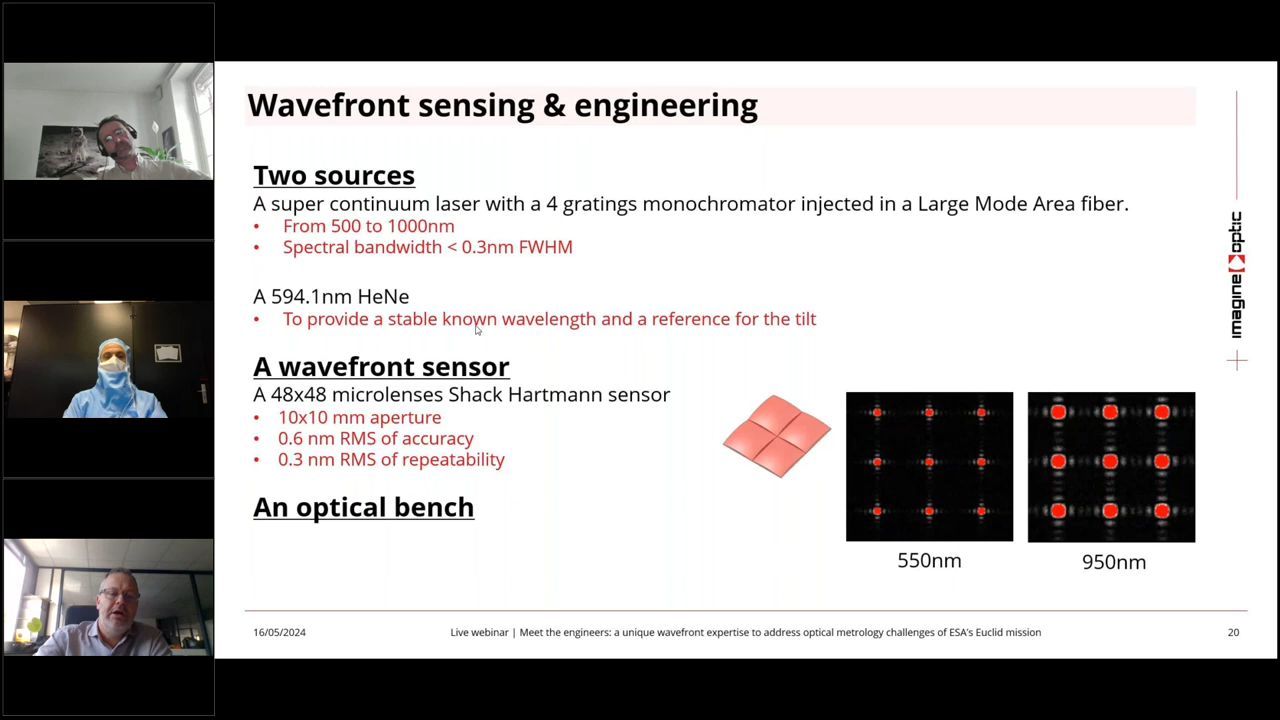 Wavefront sensing & engineering
Two sources
A super continuum laser with a 4 gratings monochromator injected in a Large Mode Area fiber.
• From 500 to 1000nm
• Spectral bandwidth < 0.3nm FWHM
A 594.1nm HeNe
• To provide a stable known wavelength and a reference for the tilt
A wavefront sensor
A 48x48 microlenses Shack Hartmann sensor
• 10x10 mm aperture
• 0.6 nm RMS of accuracy
• 0.3 nm RMS of repeatability
An optical bench
550nm
950nm
imagine optic
16/05/2024
Live webinar | Meet the engineers: a unique wavefront expertise to address optical metrology challenges of ESA's Euclid mission
20